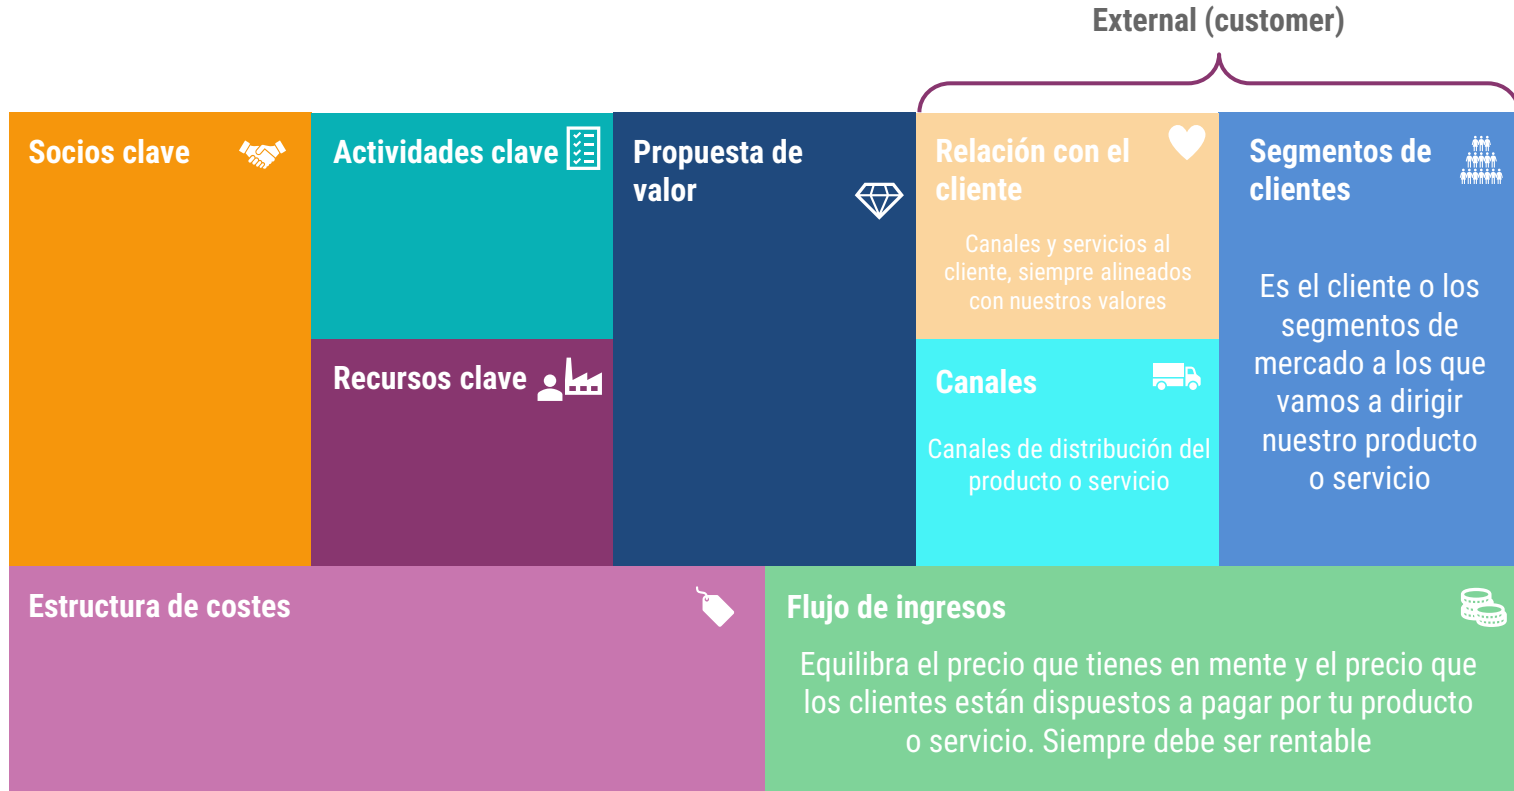 External (customer)
Socios clave
Actividades clave
Propuesta de
valor
Relación con el
cliente
Canales y servicios al
cliente, siempre alineados
con nuestros valores
Segmentos de
clientes
Es el cliente o los
segmentos de
mercado a los que
vamos a dirigir
nuestro producto
o servicio
Recursos clave
Canales
Canales de distribución del
producto o servicio
Estructura de costes
Flujo de ingresos
Equilibra el precio que tienes en mente y el precio que
los clientes están dispuestos a pagar por tu producto
o servicio. Siempre debe ser rentable